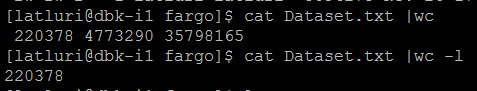 [latluri@dbk-i1 fargo]$ cat Dataset.txt |wc
220378 4773290 35798165
[latluri@dbk-i1 fargo]$ cat Dataset.txt |wc -l
220378